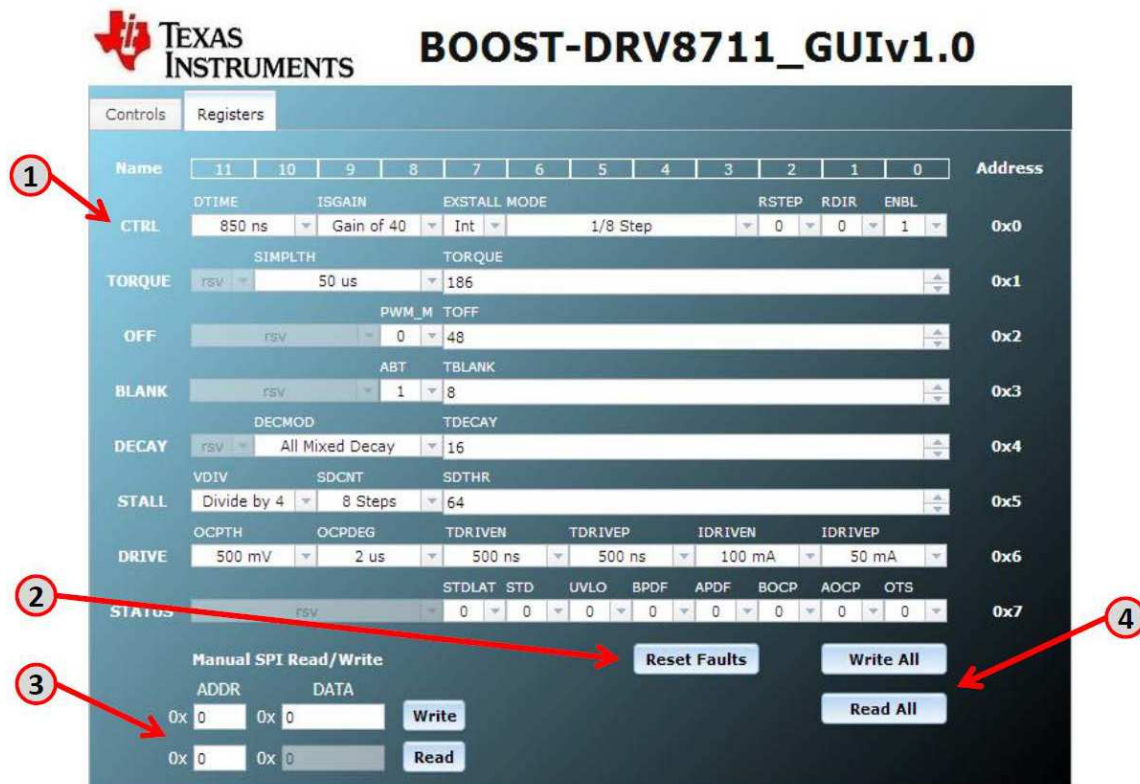 TEXAS
INSTRUMENTS
BOOST-DRV8711_GUIv1.0
Controls Registers
1
Name 11 10 9 8 7 6 5 4 3 2 1 0 Address
DTIME ISGAIN EXSTALL MODE RSTEP RDIR ENBL
CTRL 850 ns Gain of 40 Int 1/8 Step 0 0 1 0x0
SIMPLTH TORQUE
TORQUE rsv 50 us 186 0x1
PWM_M TOFF
OFF rsv 0 48 0x2
ABT TBLANK
BLANK rsv 1 8 0x3
DECMOD TDECAY
DECAY rsv All Mixed Decay 16 0x4
VDIV SDCNT SDTHR
STALL Divide by 4 8 Steps 64 0x5
OCPTH OCPDEG TDRIVEN TDRIVEP IDRIVEN IDRIVEP
DRIVE 500 mV 2 us 500 ns 500 ns 100 mA 50 mA 0x6
2
STDLAT STD UVLO BPDF APDF BOCP AOCP OTS
STATUS rsv 0 0 0 0 0 0 0 0 0x7
4
Manual SPI Read/Write Reset Faults Write All
3
ADDR DATA
0x 0 0x 0 Write Read All
0x 0 0x 0 Read